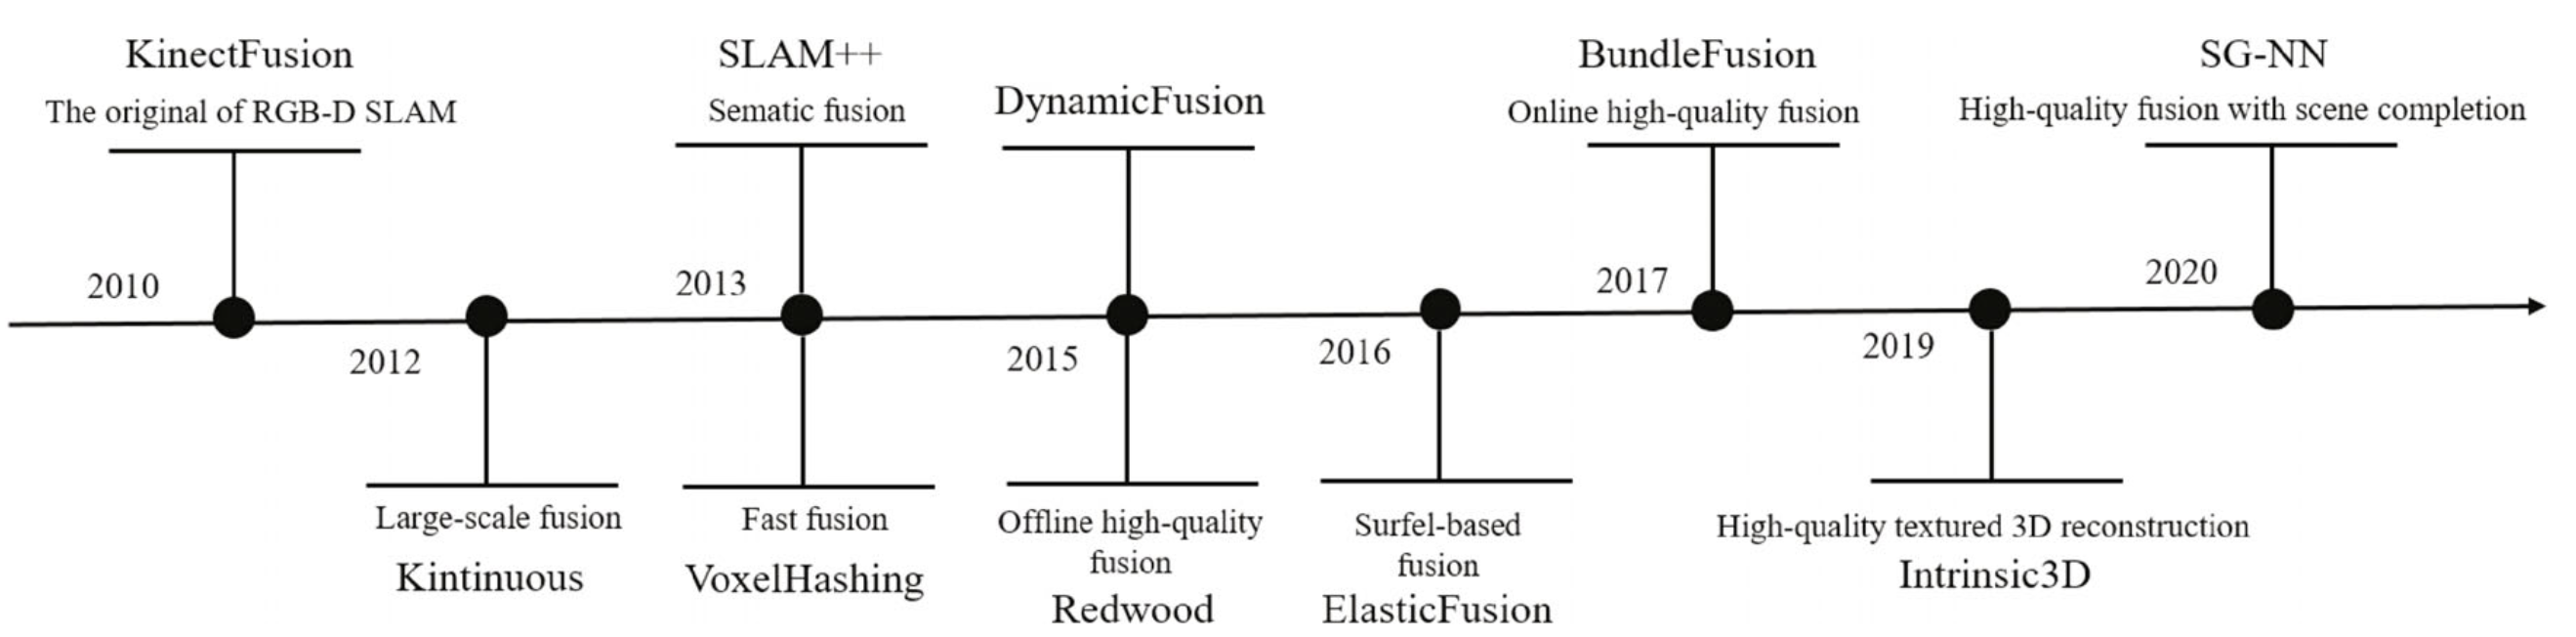 KinectFusion
The original of RGB-D SLAM
2010
2012
Large-scale fusion
Kintinuous
SLAM++
Sematic fusion
2013
Fast fusion
VoxelHashing
DynamicFusion
2015
Offline high-quality
fusion
Redwood
2016
Surfel-based
fusion
ElasticFusion
BundleFusion
Online high-quality fusion
2017
2019
High-quality textured 3D reconstruction
Intrinsic3D
SG-NN
High-quality fusion with scene completion
2020